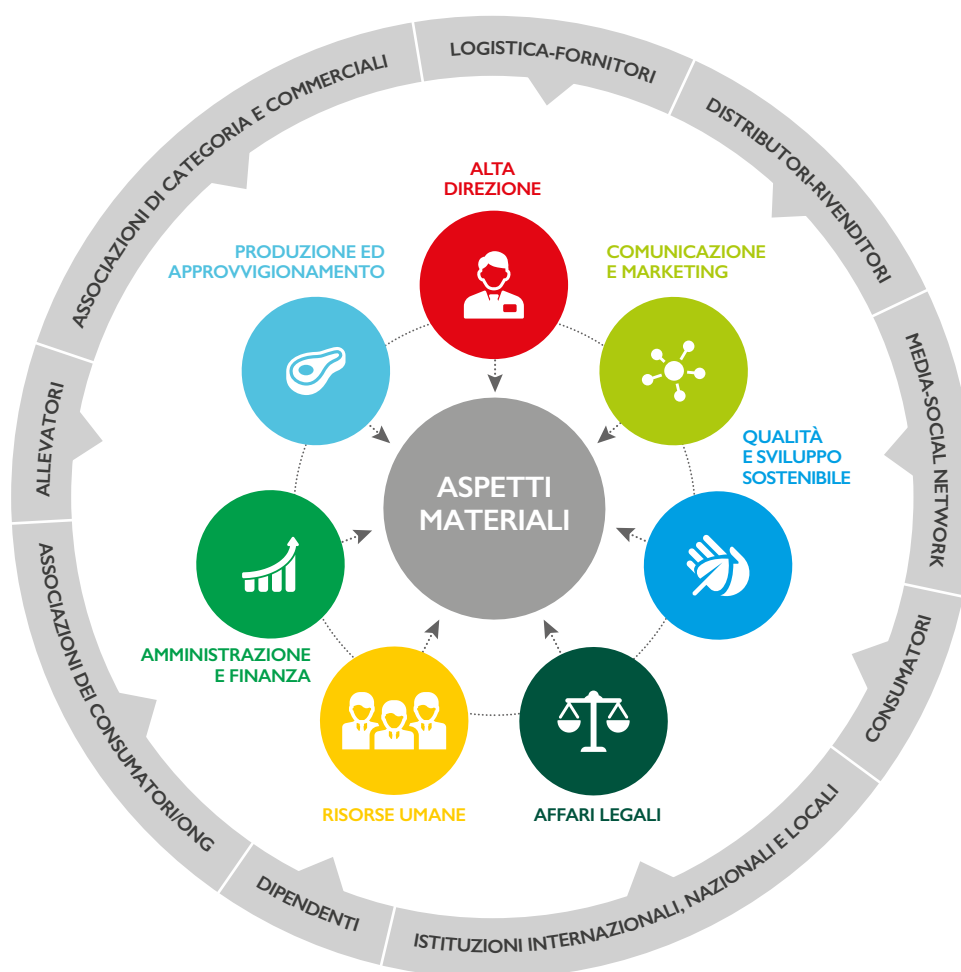 LOGISTICA-FORNITORI
DISTRIBUTORI-RIVENDITORI
MEDIA-SOCIAL NETWORK
CONSUMATORI
ISTITUZIONI INTERNAZIONALI, NAZIONALI E LOCALI
DIPENDENTI
ASSOCIAZIONI DEI CONSUMATORI/ONG
ALLEVATORI
ASSOCIAZIONI DI CATEGORIA E COMMERCIALI
ALTA
DIREZIONE
COMUNICAZIONE
E MARKETING
QUALITÀ
E SVILUPPO
SOSTENIBILE
AFFARI LEGALI
RISORSE UMANE
AMMINISTRAZIONE
E FINANZA
PRODUZIONE ED
APPROVVIGIONAMENTO
ASPETTI
MATERIALI